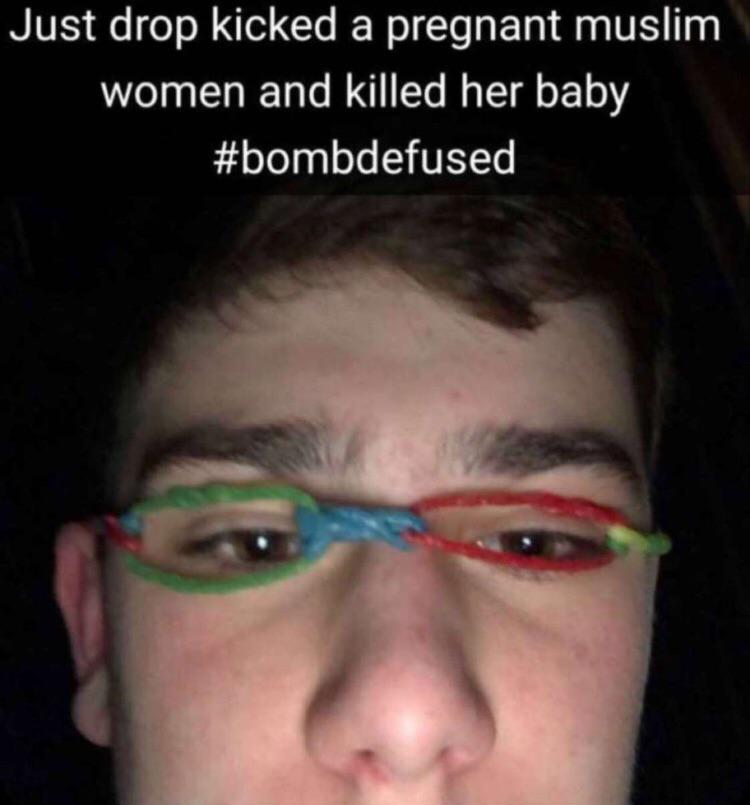 Just drop kicked a pregnant muslim
women and killed her baby
#bombdefused